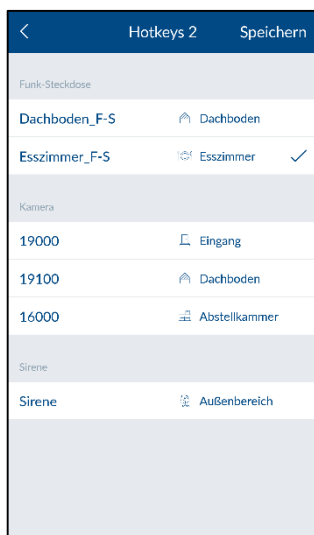 Hotkeys 2 Speichern
Funk-Steckdose
Dachboden_F-S Dachboden
Esszimmer_F-S Esszimmer
Kamera
19000 Eingang
19100 Dachboden
16000 Abstellkammer
Sirene
Sirene Außenbereich